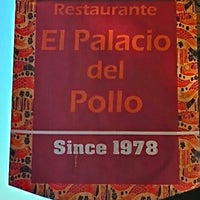 Restaurante
El Palacio
del
Pollo
Since 1978